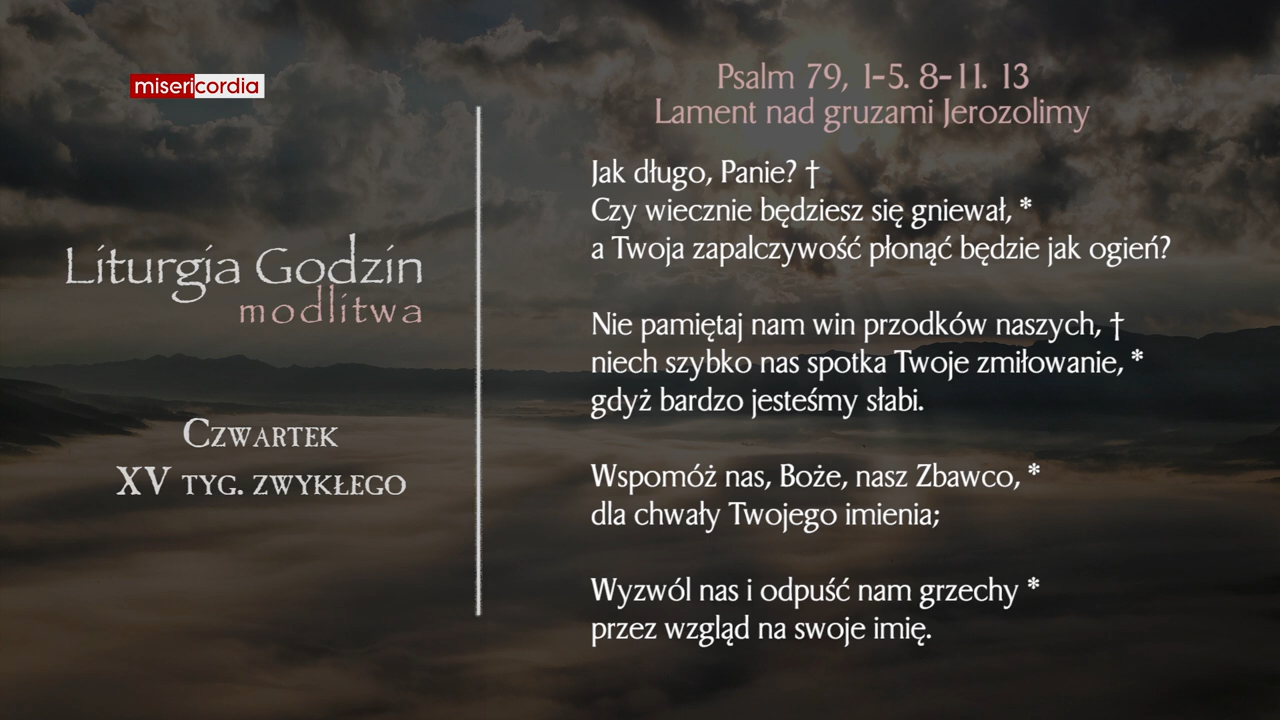 misericordia
Liturgia Godzin
modlitwa
Czwartek
XV tyg. zwykłego
Psalm 79, 1-5. 8-11. 13
Lament nad gruzami Jerozolimy
Jak długo, Panie? †
Czy wiecznie będziesz się gniewał, *
a Twoja zapalczywość płonąć będzie jak ogień?
Nie pamiętaj nam win przodków naszych, †
niech szybko nas spotka Twoje zmiłowanie, *
gdyż bardzo jesteśmy słabi.
Wspomóż nas, Boże, nasz Zbawco, *
dla chwały Twojego imienia;
Wyzwól nas i odpuść nam grzechy *
przez wzgląd na swoje imię.